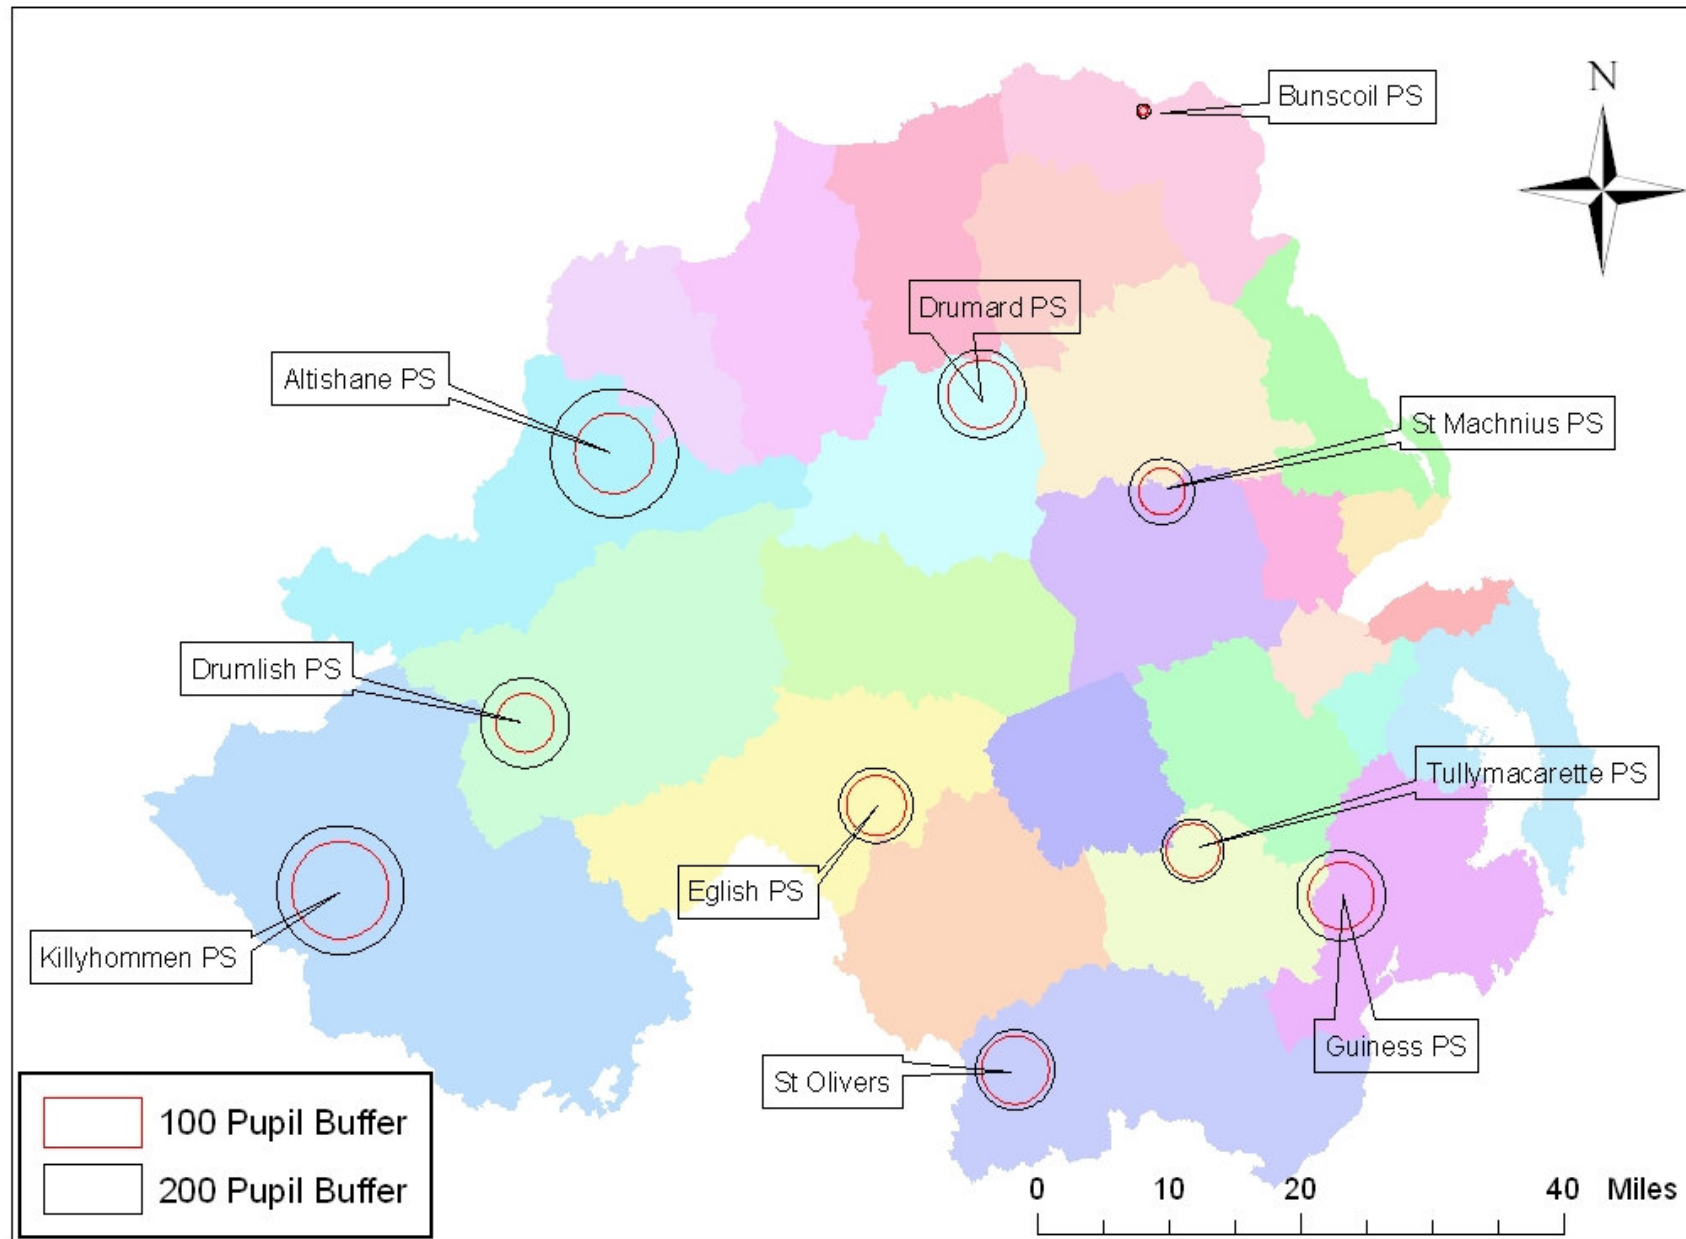 Bunscoil PS
N
Drumard PS
Altishane PS
St Machnius PS
Drumlish PS
Tullymacarette PS
Eglish PS
Killyhommen PS
Guiness PS
St Olivers
100 Pupil Buffer
200 Pupil Buffer
0 10 20 40 Miles